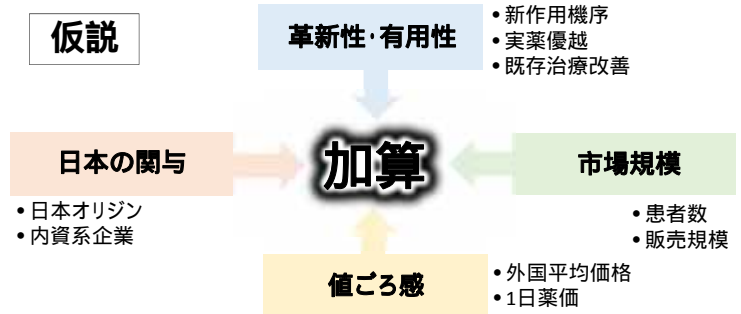 仮説
革新性・有用性
• 新作用機序
• 実薬優越
• 既存治療改善
日本の関与
• 日本オリジン
• 内資系企業
加算
市場規模
• 患者数
• 販売規模
値ごろ感
• 外国平均価格
• 1日薬価